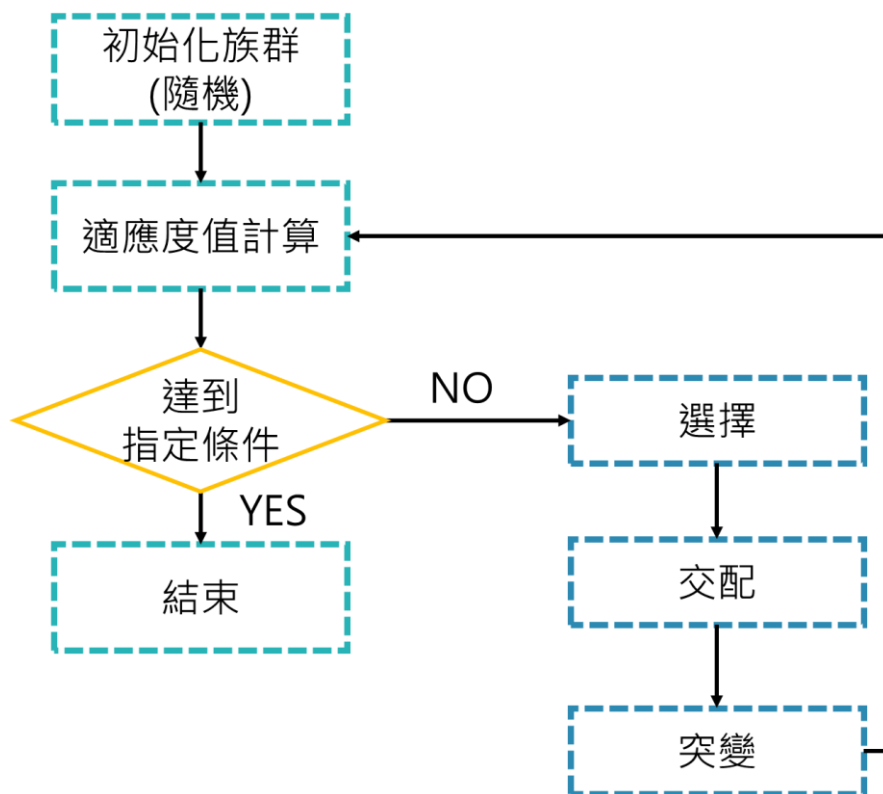 初始化族群
(隨機)
適應度值計算
達到
指定條件
NO
選擇
YES
交配
結束
突變